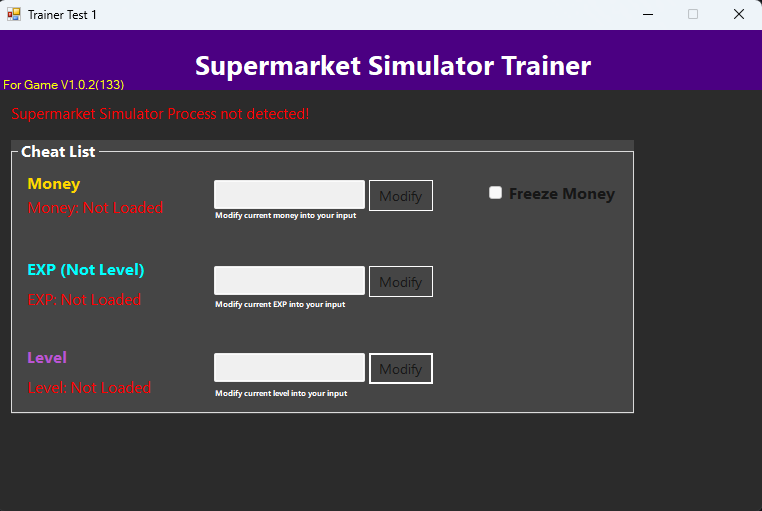 Trainer Test 1
Supermarket Simulator Trainer
For Game V1.0.2(133)
Supermarket Simulator Process not detected!
Cheat List
Money
Money: Not Loaded
Modify
Modify current money into your input
Freeze Money
EXP (Not Level)
EXP: Not Loaded
Modify
Modify current EXP into your input
Level
Level: Not Loaded
Modify
Modify current level into your input